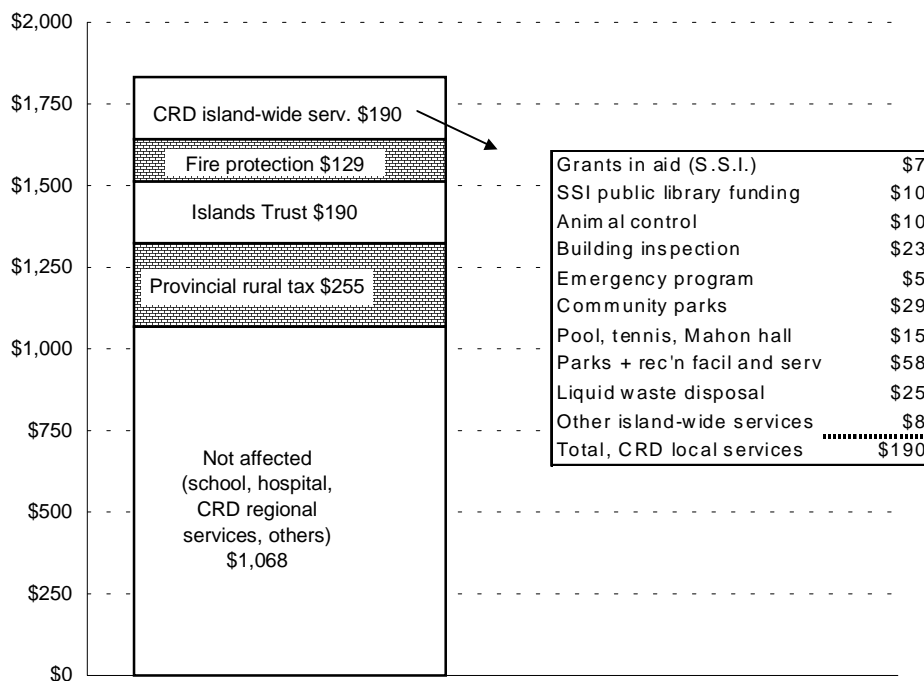 $2,000
$1,750
$1,500
$1,250
$1,000
$750
$500
$250
$0
CRD island-wide serv. $190
Fire protection $129
Islands Trust $190
Provincial rural tax $255
Not affected
(school, hospital,
CRD regional
services, others)
$1,068
Grants in aid (S.S.I.) $7
SSI public library funding $10
Animal control $10
Building inspection $23
Emergency program $5
Community parks $29
Pool, tennis, Mahon hall $15
Parks + rec'n facil and serv $58
Liquid waste disposal $25
Other island-wide services $8
Total, CRD local services $190